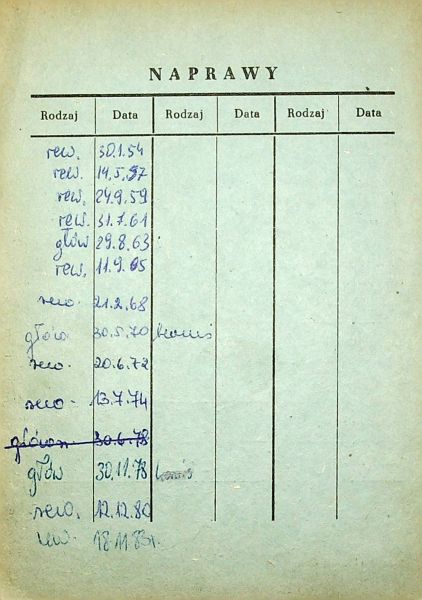 NAPRAWY
Rodzaj Data Rodzaj Data Rodzaj Data
rew. 30.1.54
rew. 14.5.57
rew. 24.9.59
rew. 31.7.61
głów 29.8.63
rew. 11.9.65
rew. 21.2.68
główn 30.5.70
rew. 20.6.72
rew. 13.7.74
główn 30.6.78
głów 30.11.78
rew. 12.12.80
rew. 18.11.83r.